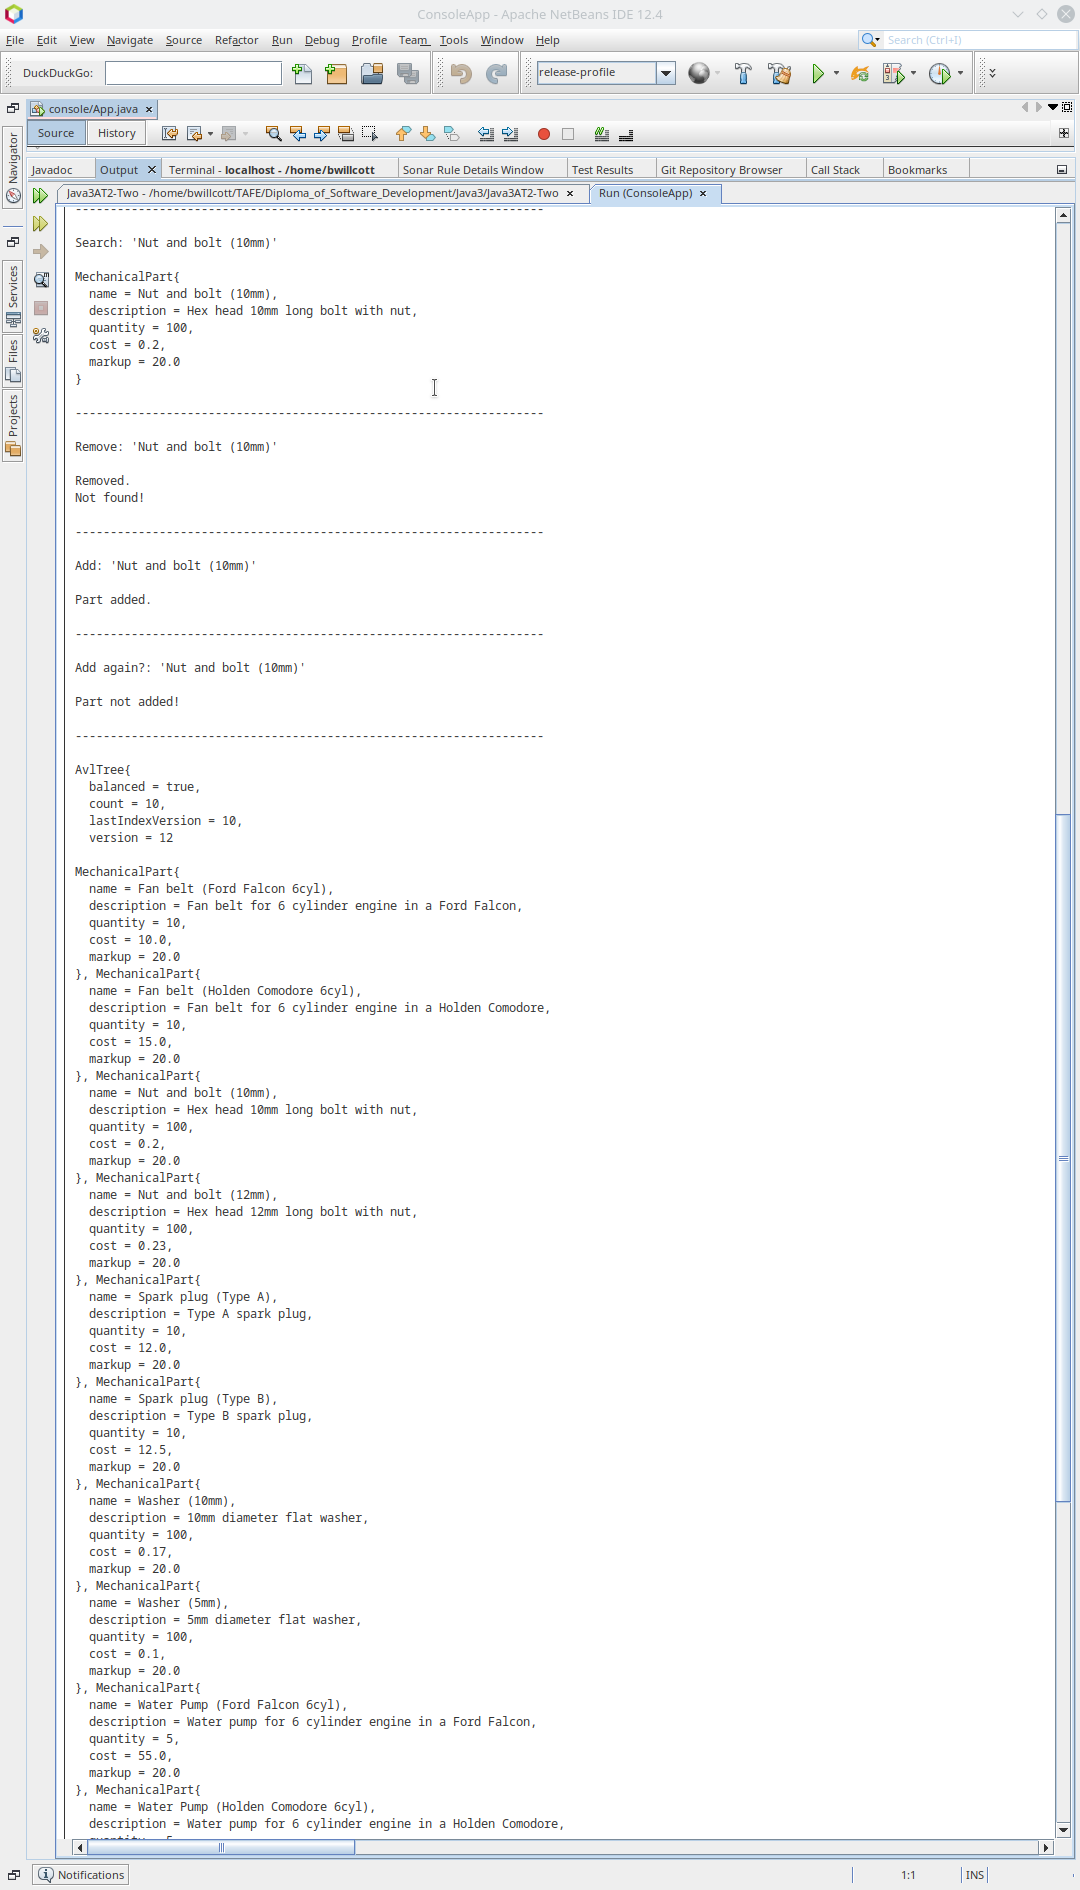 ConsoleApp - Apache NetBeans IDE 12.4
File Edit View Navigate Source Refactor Run Debug Profile Team Tools Window Help
Search (Ctrl+I)
DuckDuckGo:
release-profile
console/App.java
Source History
Javadoc Output Terminal - localhost - /home/bwillcott Sonar Rule Details Window Test Results Git Repository Browser Call Stack Bookmarks
Java3AT2-Two - /home/bwillcott/TAFE/Diploma_of_Software_Development/Java3/Java3AT2-Two Run (ConsoleApp)
Navigator
Services
Files
Projects
-------------------------------------------------------------------
Search: 'Nut and bolt (10mm)'
MechanicalPart{
name = Nut and bolt (10mm),
description = Hex head 10mm long bolt with nut,
quantity = 100,
cost = 0.2,
markup = 20.0
}
-------------------------------------------------------------------
Remove: 'Nut and bolt (10mm)'
Removed.
Not found!
-------------------------------------------------------------------
Add: 'Nut and bolt (10mm)'
Part added.
-------------------------------------------------------------------
Add again?: 'Nut and bolt (10mm)'
Part not added!
-------------------------------------------------------------------
AvlTree{
balanced = true,
count = 10,
lastIndexVersion = 10,
version = 12
MechanicalPart{
name = Fan belt (Ford Falcon 6cyl),
description = Fan belt for 6 cylinder engine in a Ford Falcon,
quantity = 10,
cost = 10.0,
markup = 20.0
}, MechanicalPart{
name = Fan belt (Holden Comodore 6cyl),
description = Fan belt for 6 cylinder engine in a Holden Comodore,
quantity = 10,
cost = 15.0,
markup = 20.0
}, MechanicalPart{
name = Nut and bolt (10mm),
description = Hex head 10mm long bolt with nut,
quantity = 100,
cost = 0.2,
markup = 20.0
}, MechanicalPart{
name = Nut and bolt (12mm),
description = Hex head 12mm long bolt with nut,
quantity = 100,
cost = 0.23,
markup = 20.0
}, MechanicalPart{
name = Spark plug (Type A),
description = Type A spark plug,
quantity = 10,
cost = 12.0,
markup = 20.0
}, MechanicalPart{
name = Spark plug (Type B),
description = Type B spark plug,
quantity = 10,
cost = 12.5,
markup = 20.0
}, MechanicalPart{
name = Washer (10mm),
description = 10mm diameter flat washer,
quantity = 100,
cost = 0.17,
markup = 20.0
}, MechanicalPart{
name = Washer (5mm),
description = 5mm diameter flat washer,
quantity = 100,
cost = 0.1,
markup = 20.0
}, MechanicalPart{
name = Water Pump (Ford Falcon 6cyl),
description = Water pump for 6 cylinder engine in a Ford Falcon,
quantity = 5,
cost = 55.0,
markup = 20.0
}, MechanicalPart{
name = Water Pump (Holden Comodore 6cyl),
description = Water pump for 6 cylinder engine in a Holden Comodore,
Notifications
1:1 INS